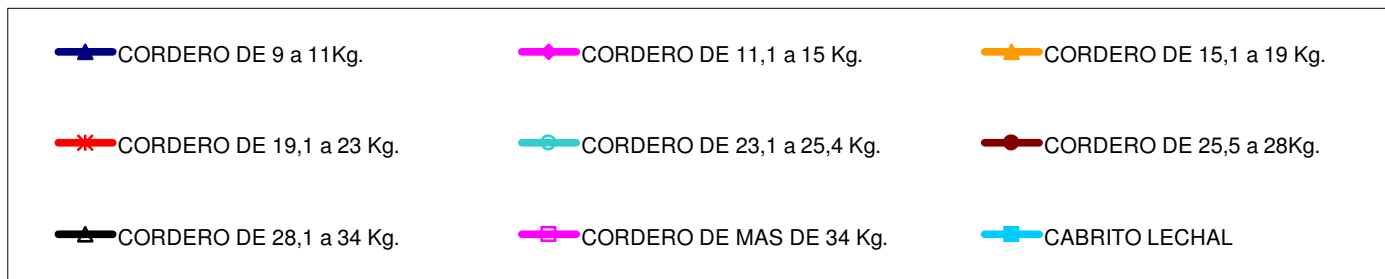 CORDERO DE 9 a 11Kg.
CORDERO DE 11,1 a 15 Kg.
CORDERO DE 15,1 a 19 Kg.
CORDERO DE 19,1 a 23 Kg.
CORDERO DE 23,1 a 25,4 Kg.
CORDERO DE 25,5 a 28Kg.
CORDERO DE 28,1 a 34 Kg.
CORDERO DE MAS DE 34 Kg.
CABRITO LECHAL